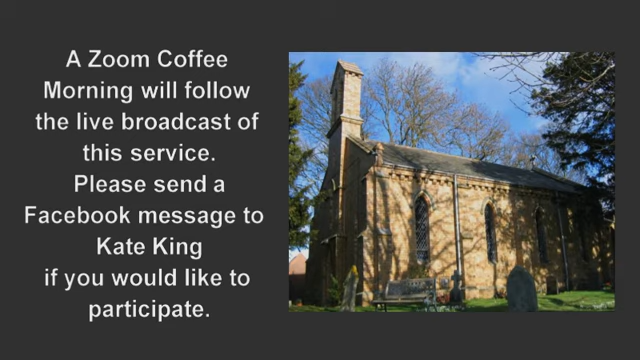 A Zoom Coffee
Morning will follow
the live broadcast of
this service.
Please send a
Facebook message to
Kate King
if you would like to
participate.